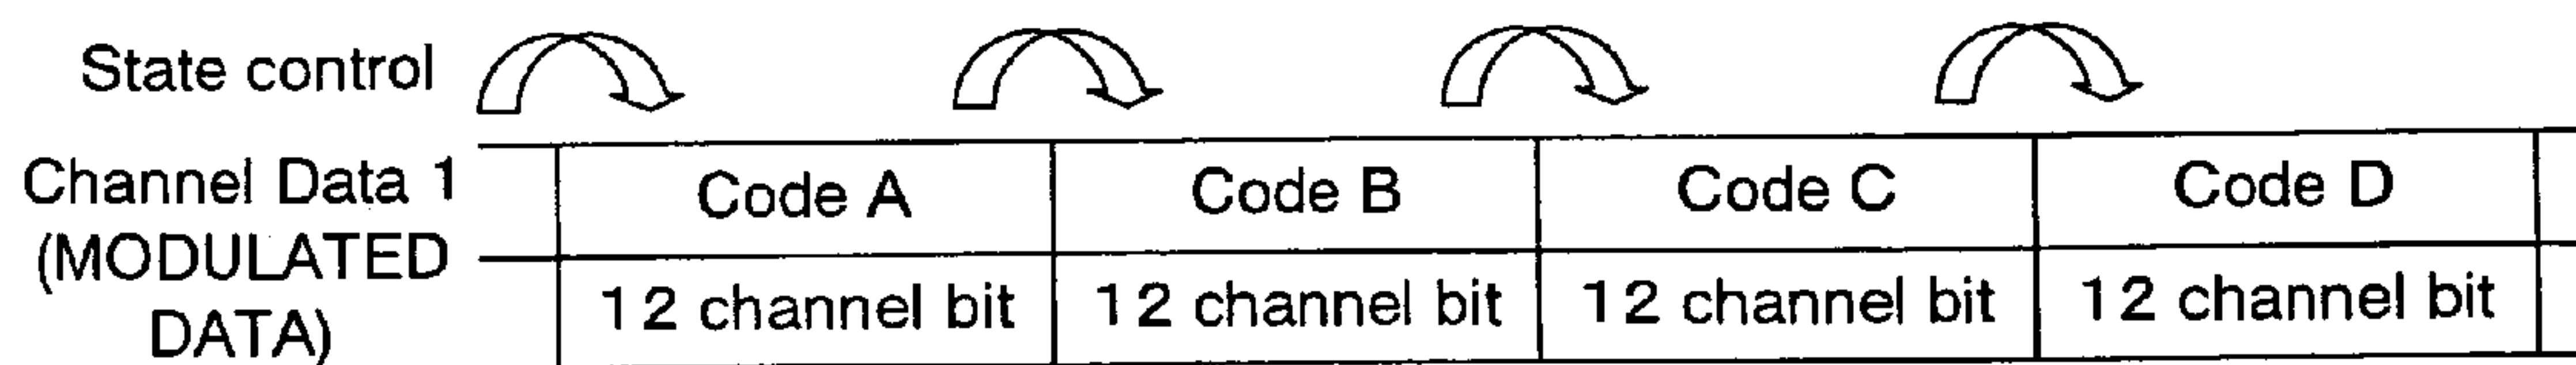 State control
Channel Data 1
(MODULATED
DATA)
Code A Code B Code C Code D
12 channel bit 12 channel bit 12 channel bit 12 channel bit